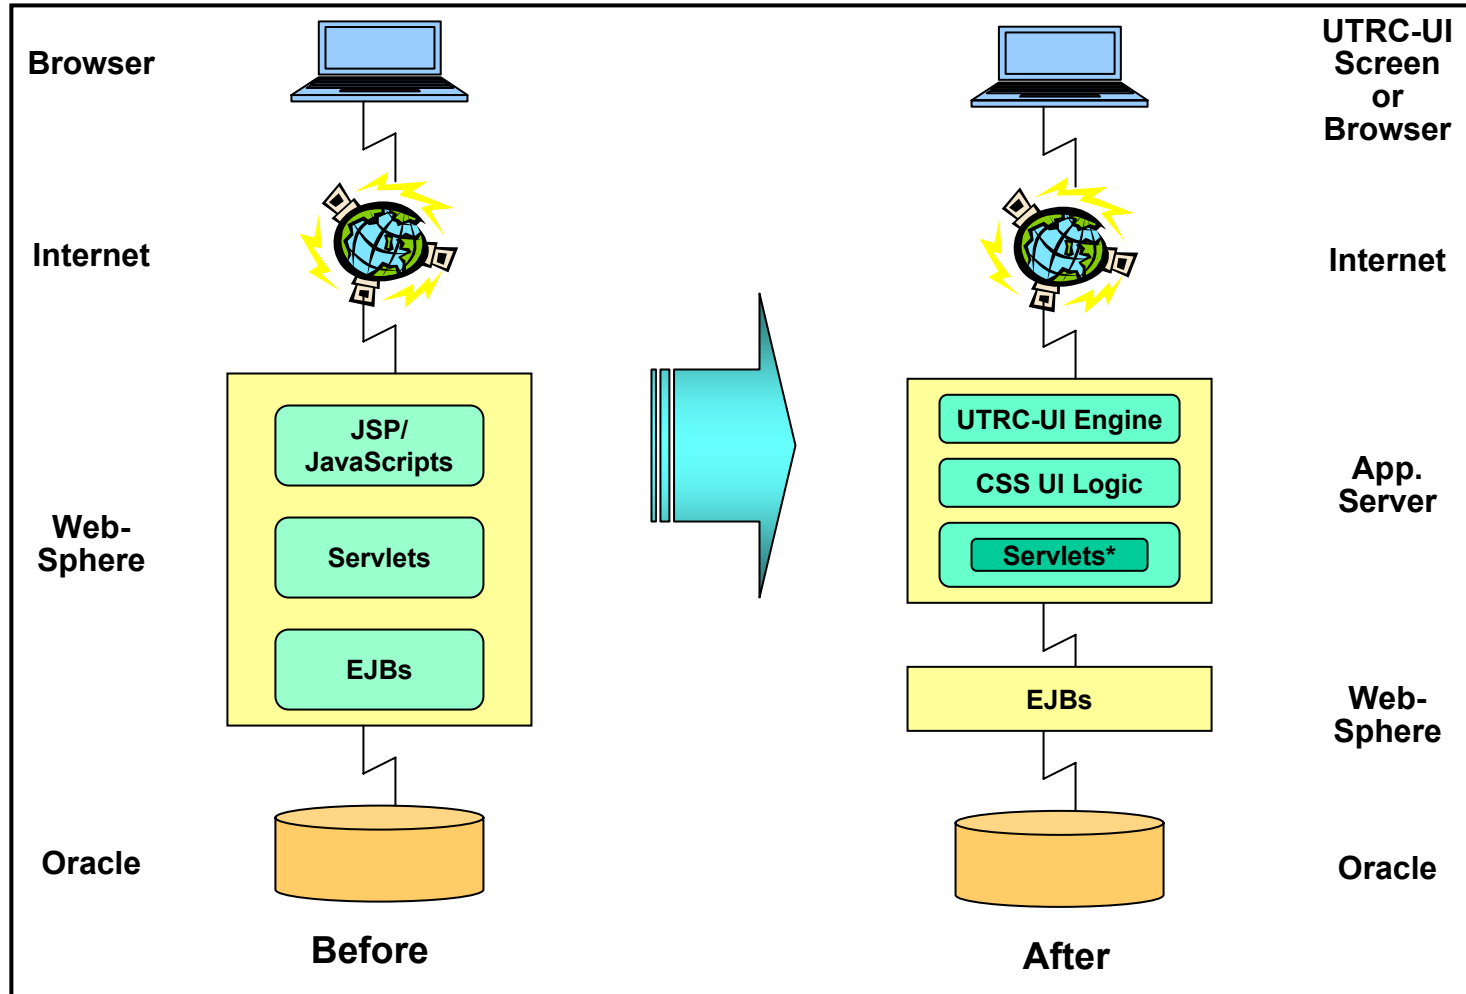 Browser
Internet
Web-
Sphere
Oracle
JSP/
JavaScripts
Servlets
EJBs
Before
UTRC-UI Engine
CSS UI Logic
Servlets*
EJBs
After
UTRC-UI
Screen
or
Browser
Internet
App.
Server
Web-
Sphere
Oracle